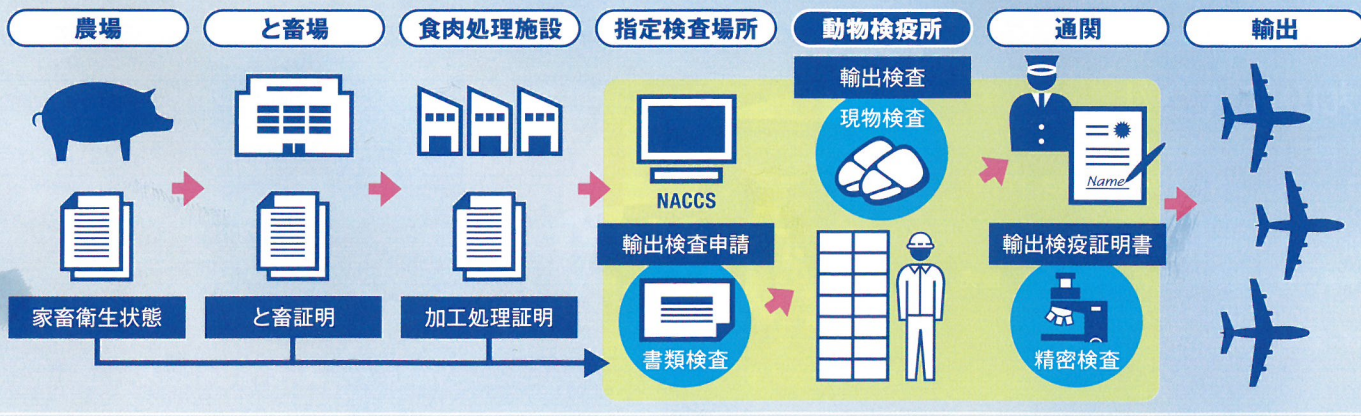 農場
と畜場
食肉処理施設
指定検査場所
動物検疫所
通関
輸出
家畜衛生状態
と畜証明
加工処理証明
NACCS
輸出検査申請
書類検査
輸出検査
現物検査
Name
輸出検疫証明書
精密検査